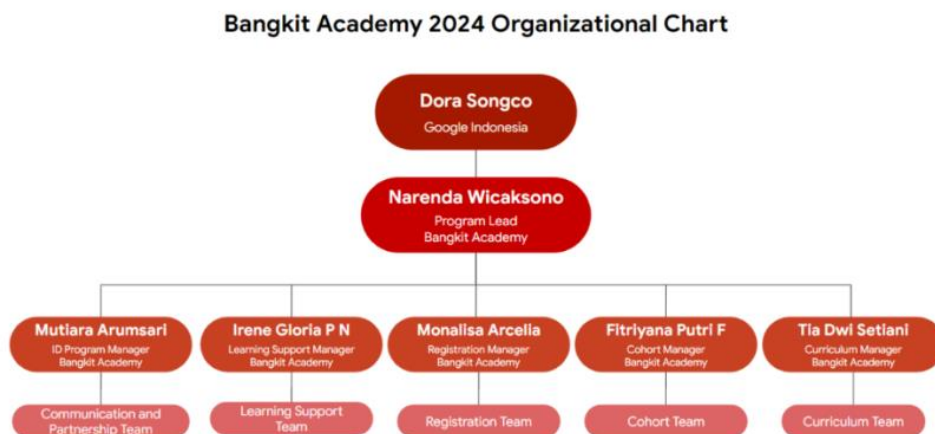 Bangkit Academy 2024 Organizational Chart
Dora Songco
Google Indonesia
Narenda Wicaksono
Program Lead
Bangkit Academy
Mutiara Arumsari
ID Program Manager
Bangkit Academy
Irene Gloria P N
Learning Support Manager
Bangkit Academy
Monalisa Arcelia
Registration Manager
Bangkit Academy
Fitriyana Putri F
Cohort Manager
Bangkit Academy
Tia Dwi Setiani
Curriculum Manager
Bangkit Academy
Communication and
Partnership Team
Learning Support
Team
Registration Team
Cohort Team
Curriculum Team